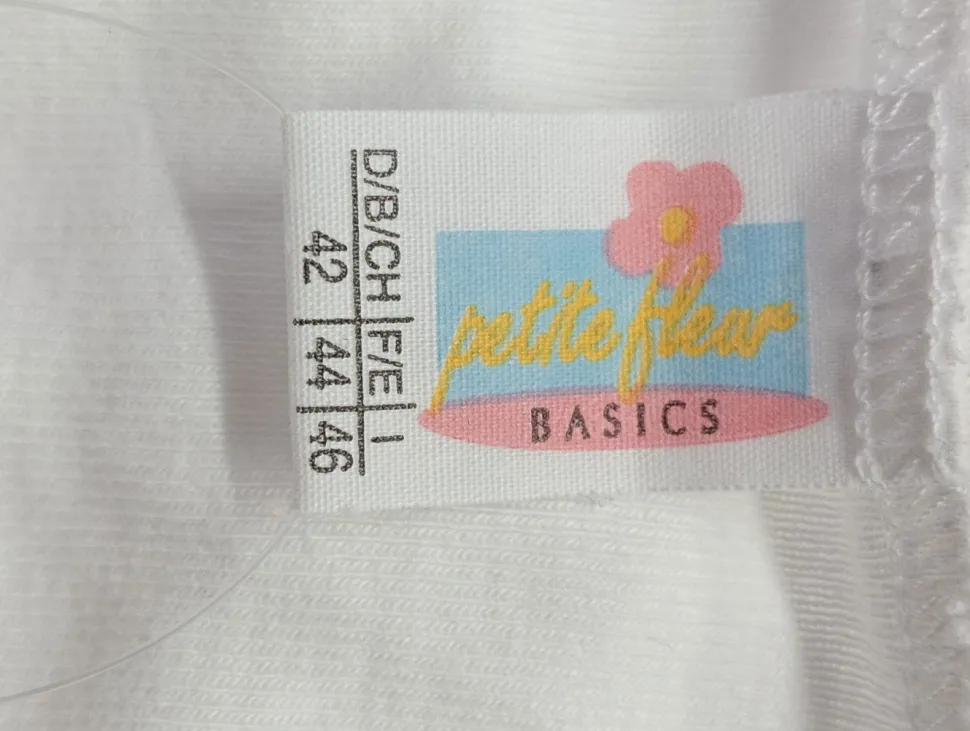 petite fleur
BASICS
D/B/CH F/E I
42 44 46